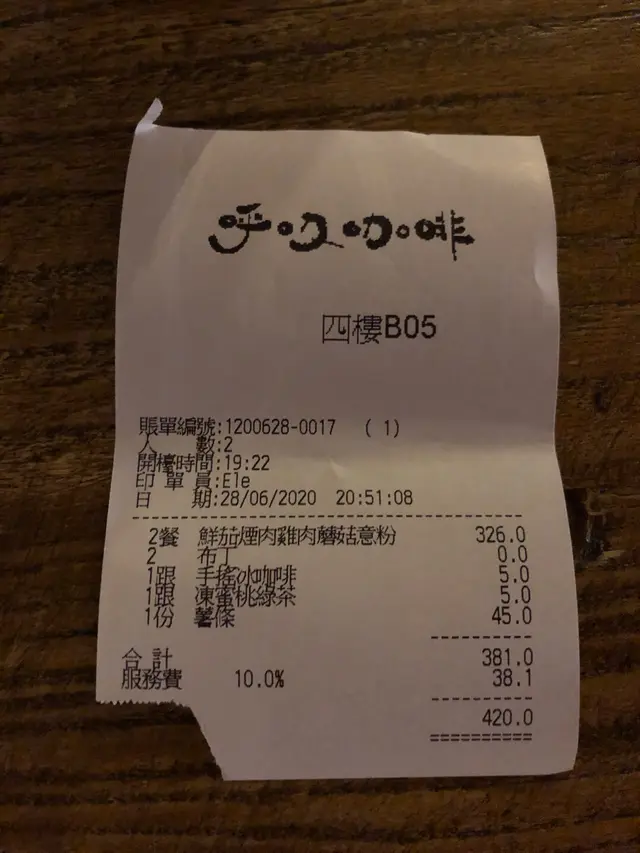 呼吸咖啡
四樓B05
賬單編號:1200628-0017 (1)
人 數:2
開檯時間:19:22
印 單 員:Ele
日 期:28/06/2020 20:51:08
2餐 鮮茄煙肉雞肉蘑菇意粉 326.0
2 布丁 0.0
1跟 手搖冰咖啡 5.0
1跟 凍蜜桃綠茶 5.0
1份 薯條 45.0
合 計 381.0
服務費 10.0% 38.1
420.0